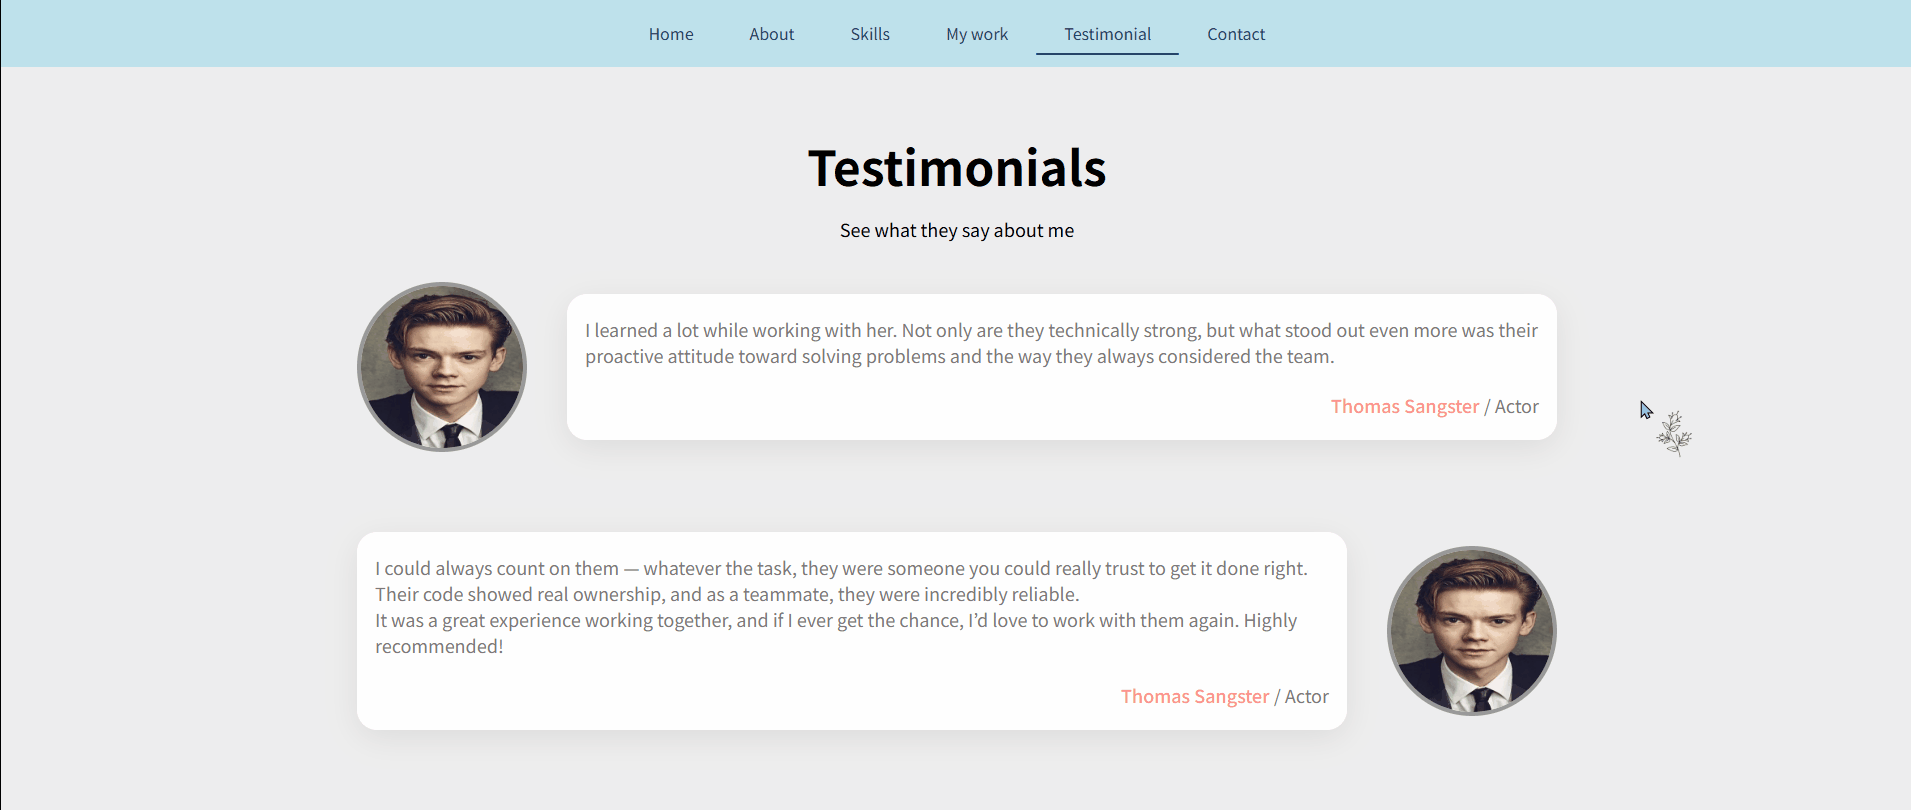 Home About Skills My work Testimonial Contact
Testimonials
See what they say about me
I learned a lot while working with her. Not only are they technically strong, but what stood out even more was their
proactive attitude toward solving problems and the way they always considered the team.
Thomas Sangster / Actor
I could always count on them — whatever the task, they were someone you could really trust to get it done right.
Their code showed real ownership, and as a teammate, they were incredibly reliable.
It was a great experience working together, and if I ever get the chance, I’d love to work with them again. Highly
recommended!
Thomas Sangster / Actor